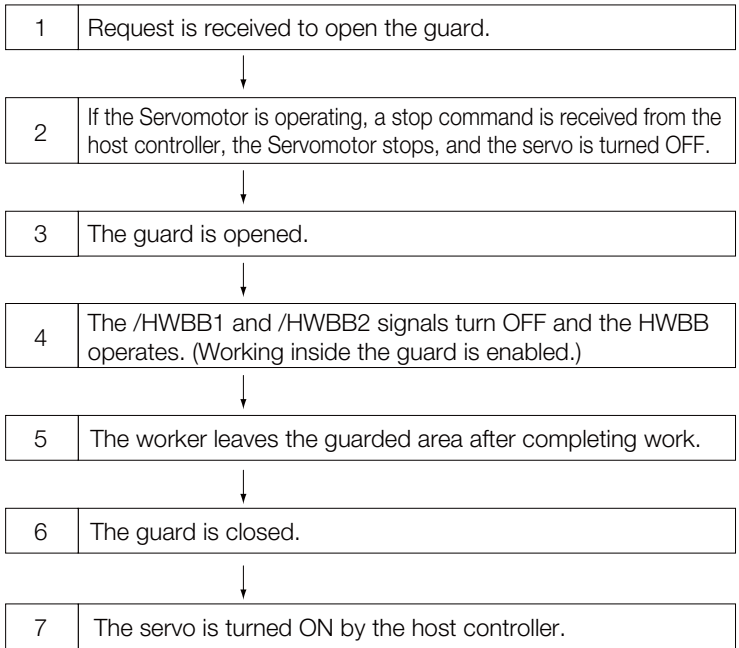 1 Request is received to open the guard.
2 If the Servomotor is operating, a stop command is received from the
host controller, the Servomotor stops, and the servo is turned OFF.
3 The guard is opened.
4 The /HWBB1 and /HWBB2 signals turn OFF and the HWBB
operates. (Working inside the guard is enabled.)
5 The worker leaves the guarded area after completing work.
6 The guard is closed.
7 The servo is turned ON by the host controller.